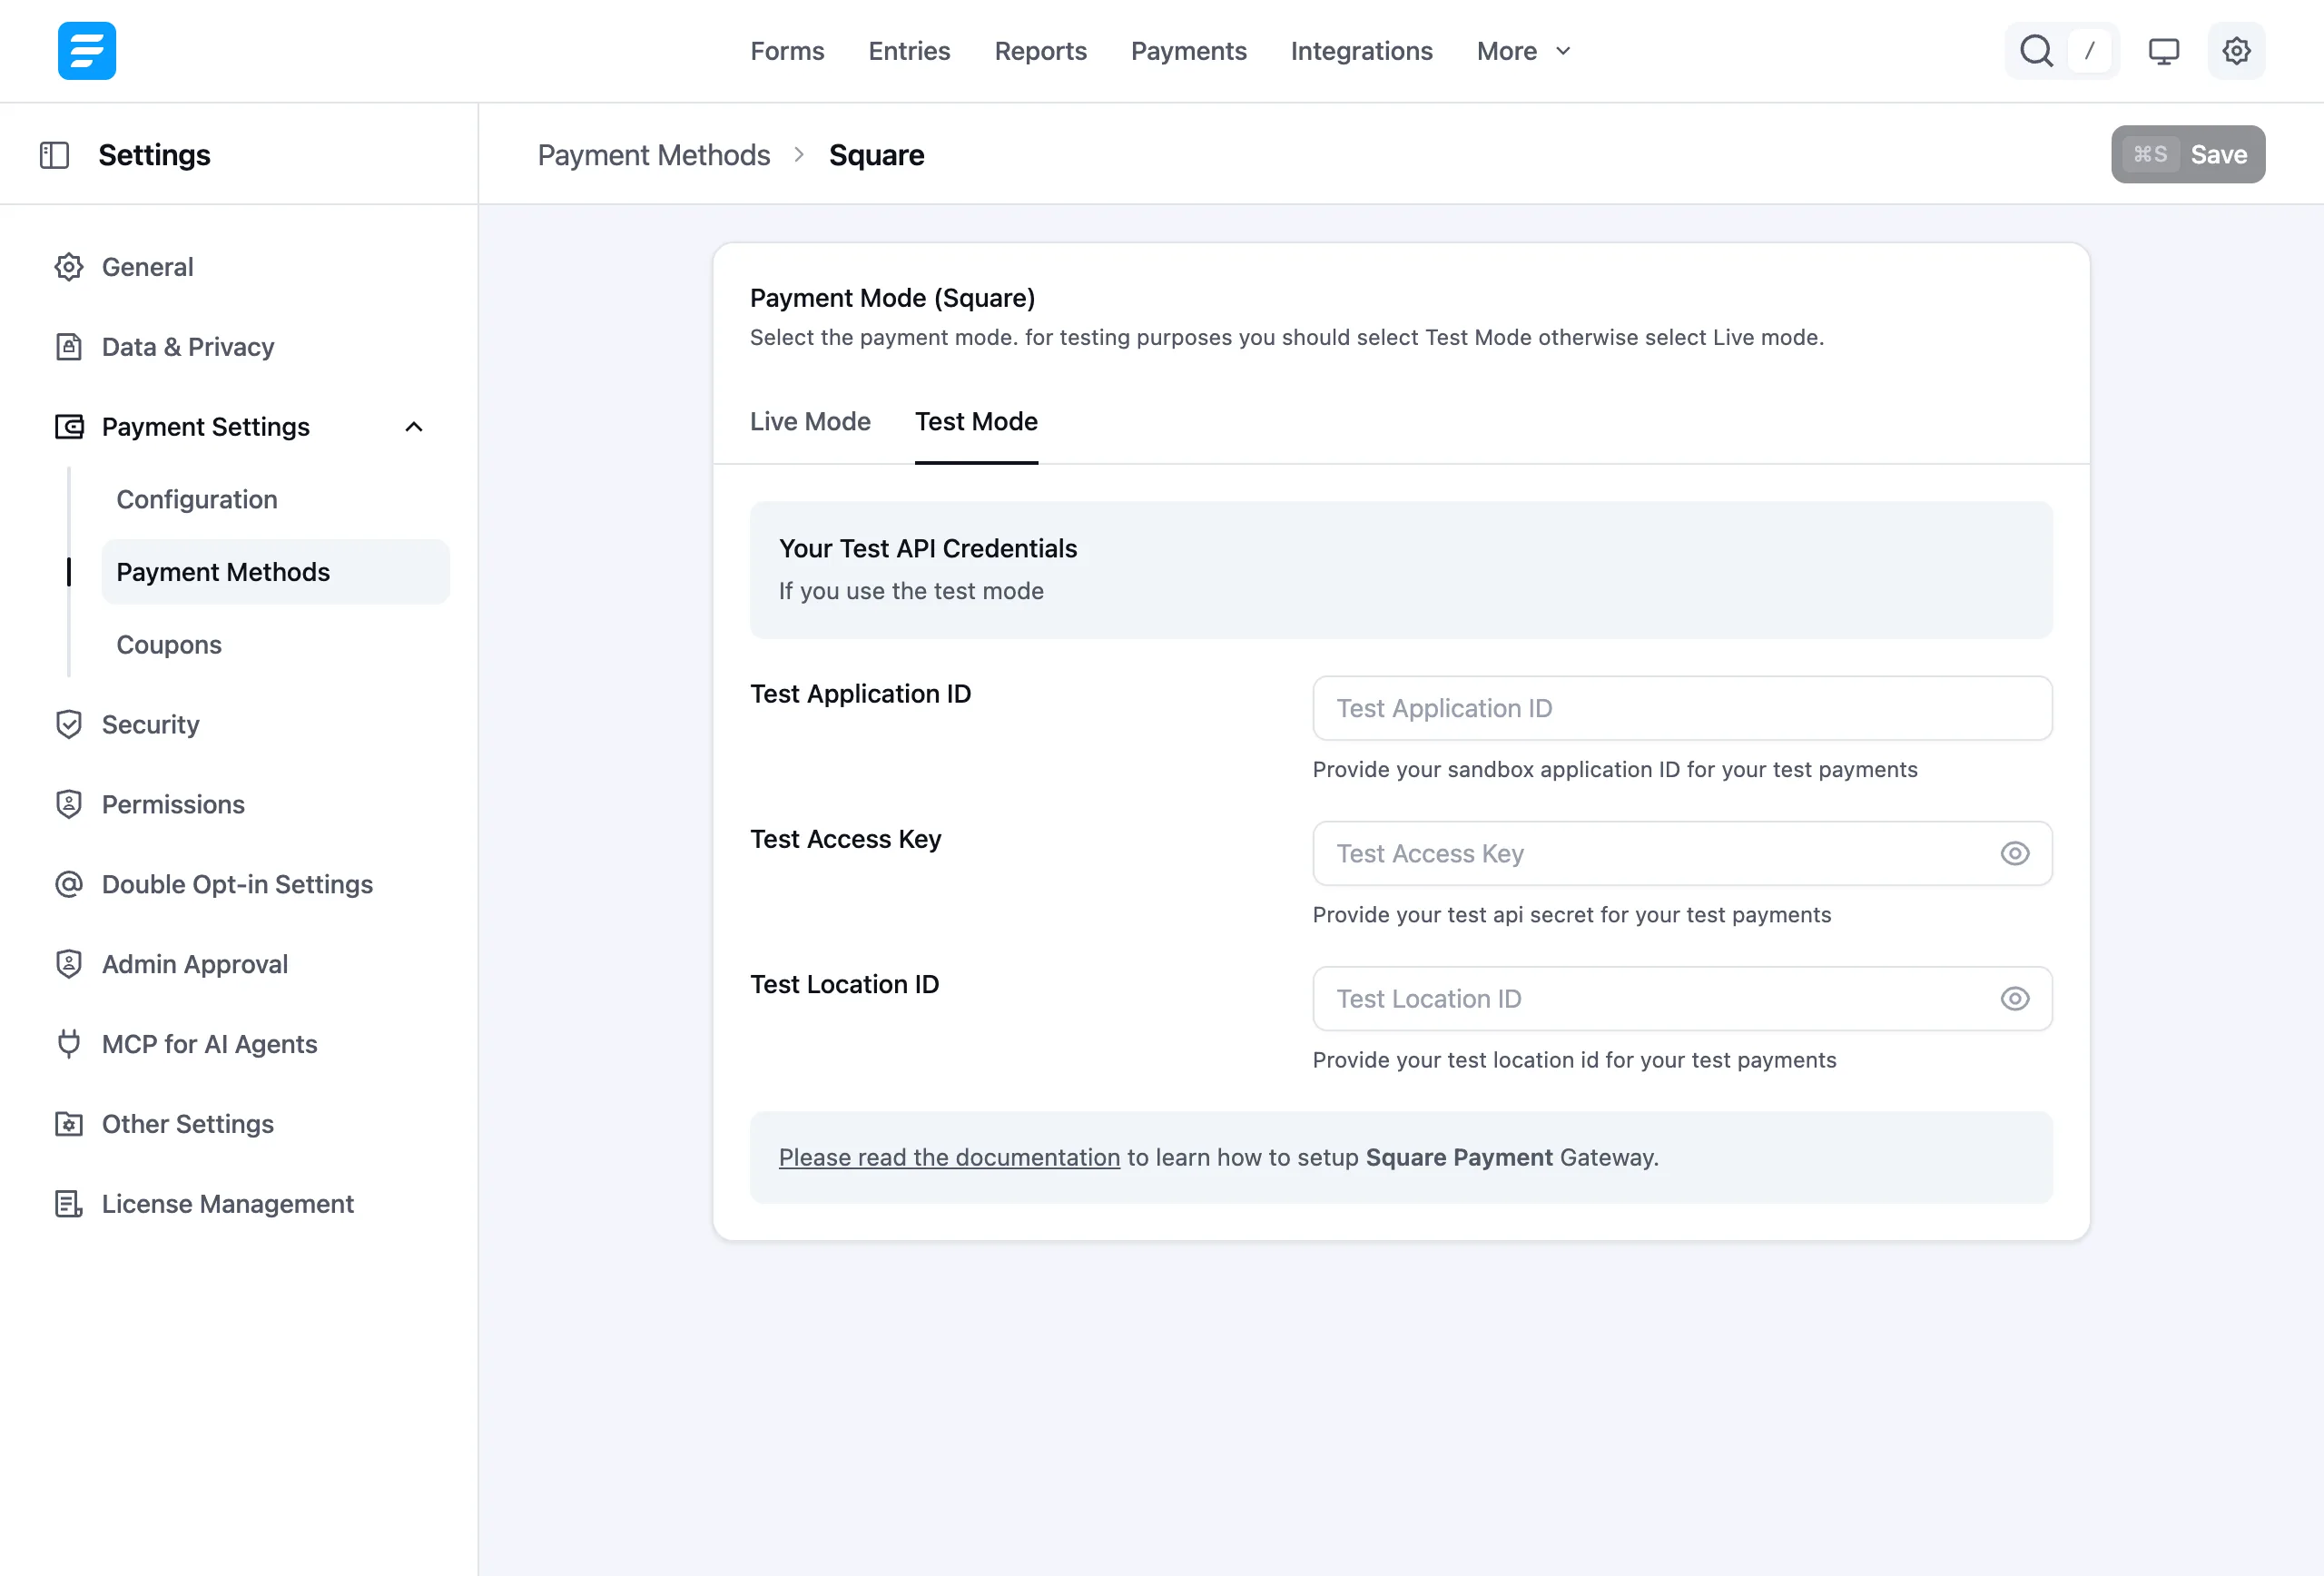 Forms
Entries
Reports
Payments
Integrations
More
/
Settings
Payment Methods > Square
⌘S Save
General
Data & Privacy
Payment Settings
Configuration
Payment Methods
Coupons
Security
Permissions
Double Opt-in Settings
Admin Approval
MCP for AI Agents
Other Settings
License Management
Payment Mode (Square)
Select the payment mode. for testing purposes you should select Test Mode otherwise select Live mode.
Live Mode
Test Mode
Your Test API Credentials
If you use the test mode
Test Application ID
Test Application ID
Provide your sandbox application ID for your test payments
Test Access Key
Test Access Key
Provide your test api secret for your test payments
Test Location ID
Test Location ID
Provide your test location id for your test payments
Please read the documentation to learn how to setup Square Payment Gateway.